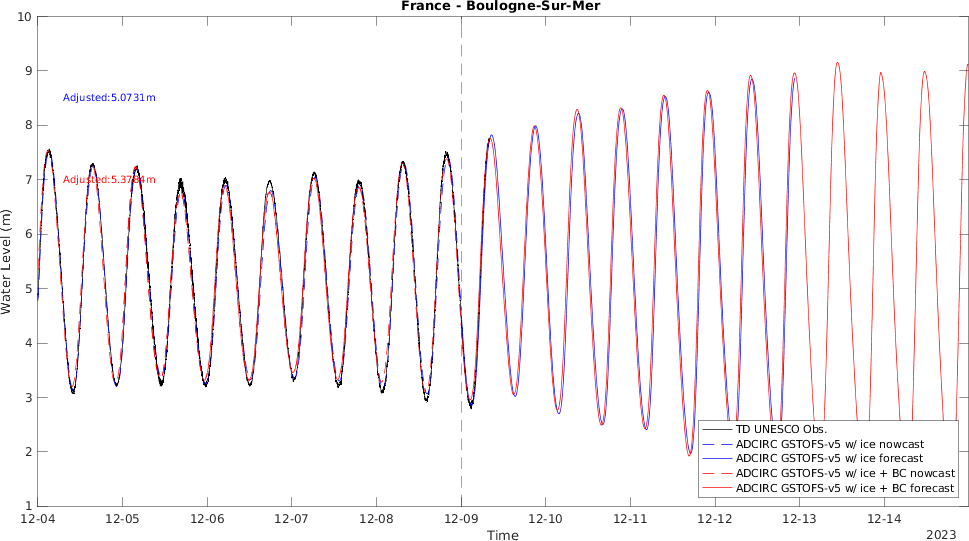 France - Boulogne-Sur-Mer
10
9
8
7
6
5
4
3
2
1
Water Level (m)
Adjusted:5.0731m
TD UNESCO Obs.
ADCIRC GSTOFS-v5 w/ ice nowcast
ADCIRC GSTOFS-v5 w/ ice forecast
ADCIRC GSTOFS-v5 w/ ice + BC nowcast
ADCIRC GSTOFS-v5 w/ ice + BC forecast
12-04 12-05 12-06 12-07 12-08 12-09 12-10 12-11 12-12 12-13 12-14
Time
2023